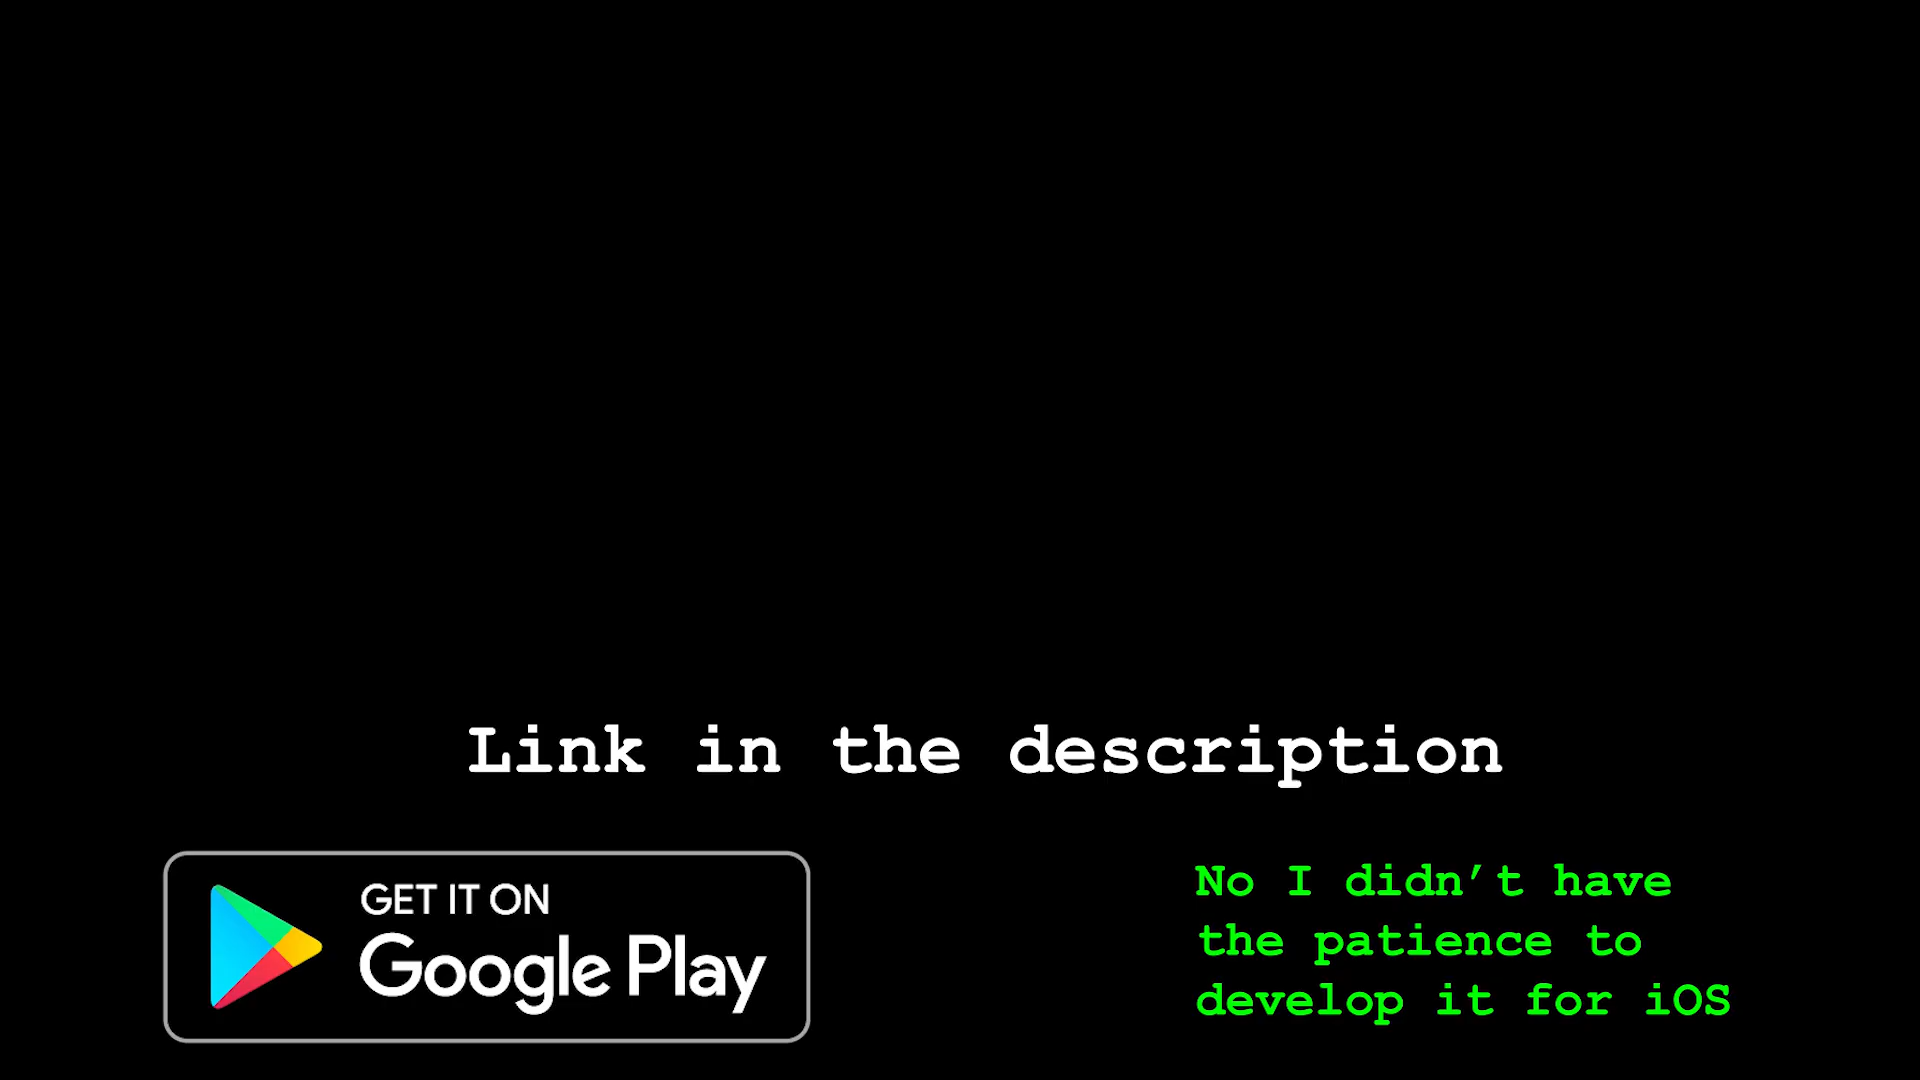 Link in the description
GET IT ON
Google Play
No I didn’t have
the patience to
develop it for iOS